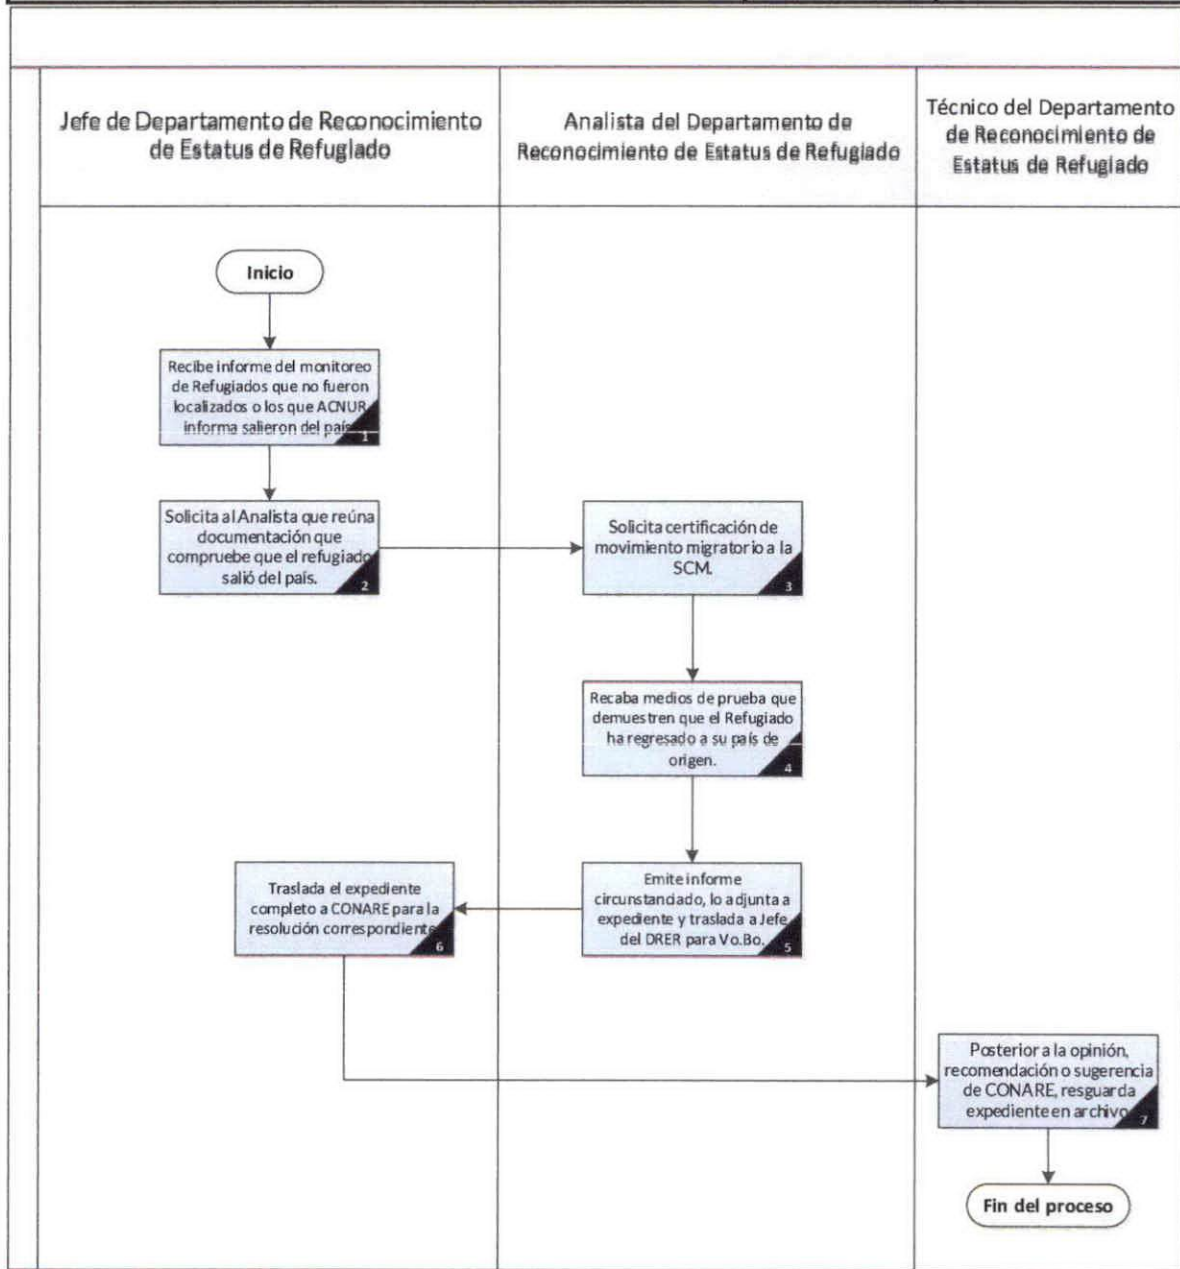 Jefe de Departamento de Reconocimiento
de Estatus de Refugiado
Analista del Departamento de
Reconocimiento de Estatus de Refugiado
Técnico del Departamento
de Reconocimiento de
Estatus de Refugiado
Inicio
Recibe informe del monitoreo
de Refugiados que no fueron
localizados o los que ACNUR
informa salieron del país
1
Solicita al Analista que reúna
documentación que
compruebe que el refugiado
salió del país.
2
Solicita certificación de
movimiento migratorio a la
SCM.
3
Recaba medios de prueba que
demuestren que el Refugiado
ha regresado a su país de
origen.
4
Emite informe
circunstanciado, lo adjunta a
expediente y traslada a Jefe
del DRER para Vo.Bo.
5
Traslada el expediente
completo a CONARE para la
resolución correspondiente
6
Posterior a la opinión,
recomendación o sugerencia
de CONARE, resguarda
expediente en archivo
7
Fin del proceso